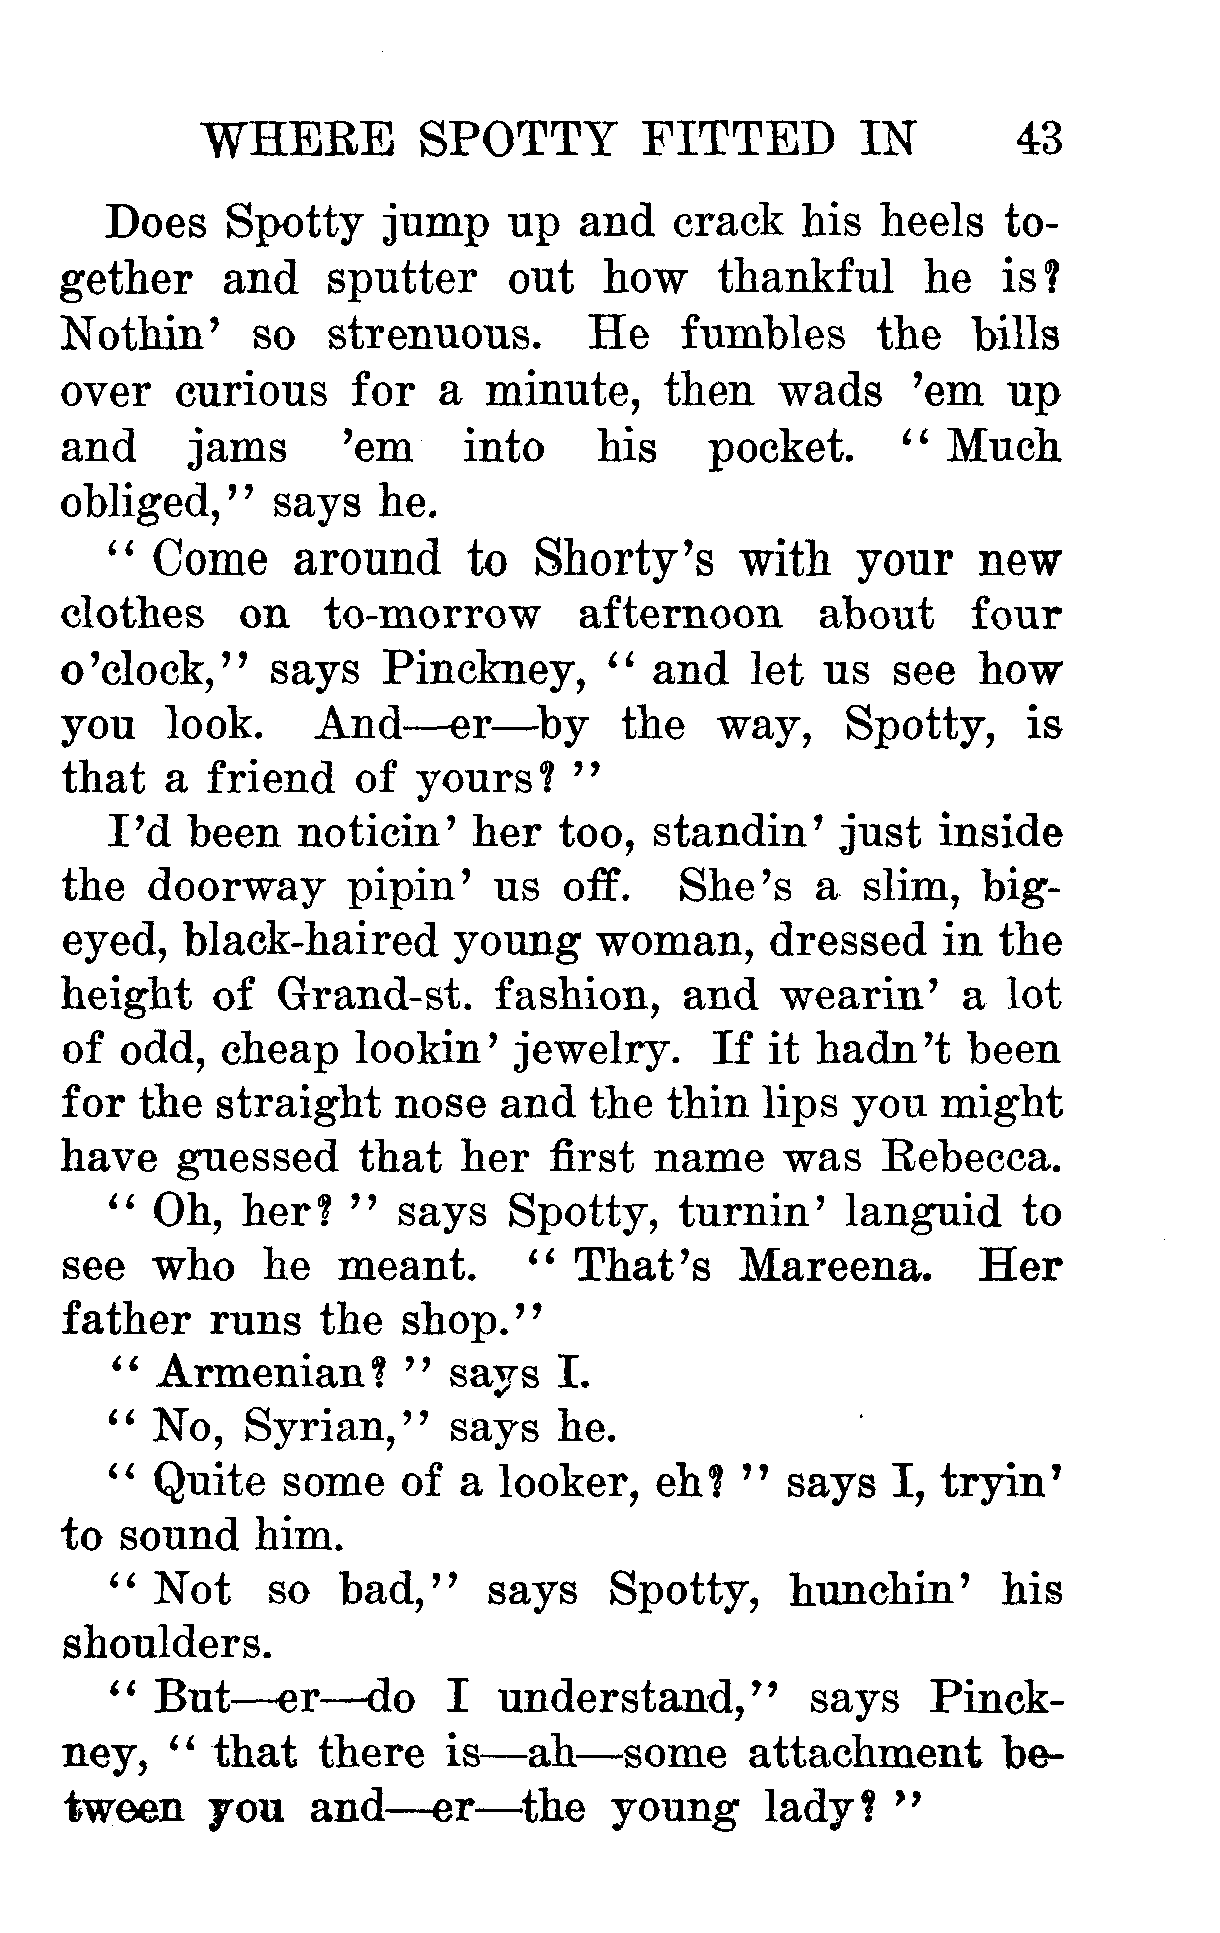 WHERE SPOTTY FITTED IN 43
Does Spotty jump up and crack his heels to-
gether and sputter out how thankful he is?
Nothin' so strenuous. He fumbles the bills
over curious for a minute, then wads 'em up
and jams 'em into his pocket. "Much
obliged," says he.
"Come around to Shorty's with your new
clothes on to-morrow afternoon about four
o'clock," says Pinckney, "and let us see how
you look. And—er—by the way, Spotty, is
that a friend of yours?"
I'd been noticin' her too, standin' just inside
the doorway pipin' us off. She's a slim, big-
eyed, black-haired young woman, dressed in the
height of Grand-st. fashion, and wearin' a lot
of odd, cheap lookin' jewelry. If it hadn't been
for the straight nose and the thin lips you might
have guessed that her first name was Rebecca.
"Oh, her?" says Spotty, turnin' languid to
see who he meant. "That's Mareena. Her
father runs the shop."
"Armenian?" says I.
"No, Syrian," says he.
"Quite some of a looker, eh?" says I, tryin'
to sound him.
"Not so bad," says Spotty, hunchin' his
shoulders.
"But—er—do I understand," says Pinck-
ney, "that there is—ah—some attachment be-
tween you and—er—the young lady?"